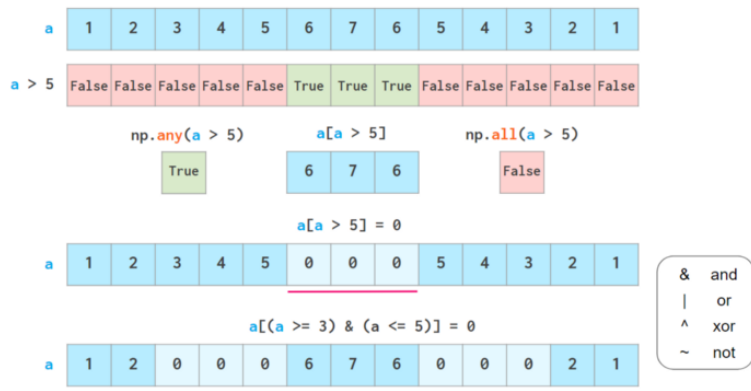 a 1 2 3 4 5 6 7 6 5 4 3 2 1
a > 5 False False False False False True True True False False False False False
np.any(a > 5) a[a > 5] np.all(a > 5)
True 6 7 6 False
a[a > 5] = 0
a 1 2 3 4 5 0 0 0 5 4 3 2 1
& and
| or
^ xor
~ not
a[(a >= 3) & (a <= 5)] = 0
a 1 2 0 0 0 6 7 6 0 0 0 2 1